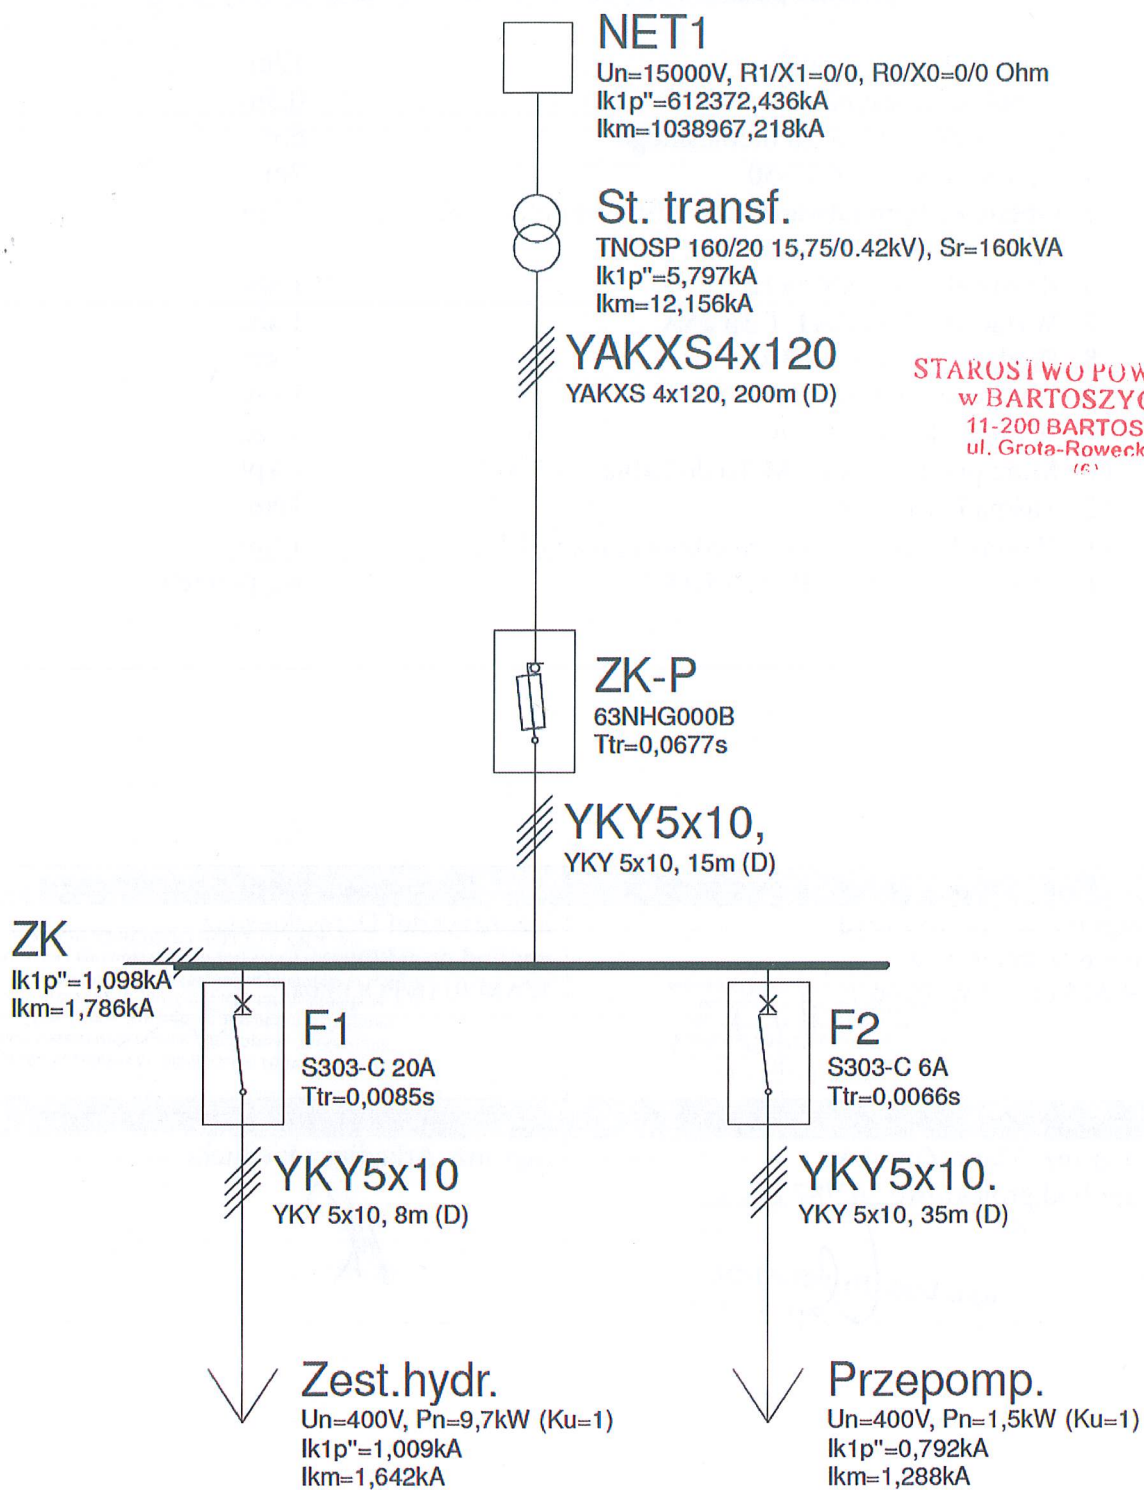 NET1
Un=15000V, R1/X1=0/0, R0/X0=0/0 Ohm
Ik1p"=612372,436kA
Ikm=1038967,218kA
St. transf.
TNOSP 160/20 15,75/0.42kV), Sr=160kVA
Ik1p"=5,797kA
Ikm=12,156kA
YAKXS4x120
YAKXS 4x120, 200m (D)
STAROSTWO POW
w BARTOSZYC
11-200 BARTOS
ul. Grota-Roweck
(6)
ZK-P
63NHG000B
Ttr=0,0677s
YKY5x10,
YKY 5x10, 15m (D)
ZK
Ik1p"=1,098kA
Ikm=1,786kA
F1
S303-C 20A
Ttr=0,0085s
F2
S303-C 6A
Ttr=0,0066s
YKY5x10
YKY 5x10, 8m (D)
YKY5x10.
YKY 5x10, 35m (D)
Zest.hydr.
Un=400V, Pn=9,7kW (Ku=1)
Ik1p"=1,009kA
Ikm=1,642kA
Przepomp.
Un=400V, Pn=1,5kW (Ku=1)
Ik1p"=0,792kA
Ikm=1,288kA